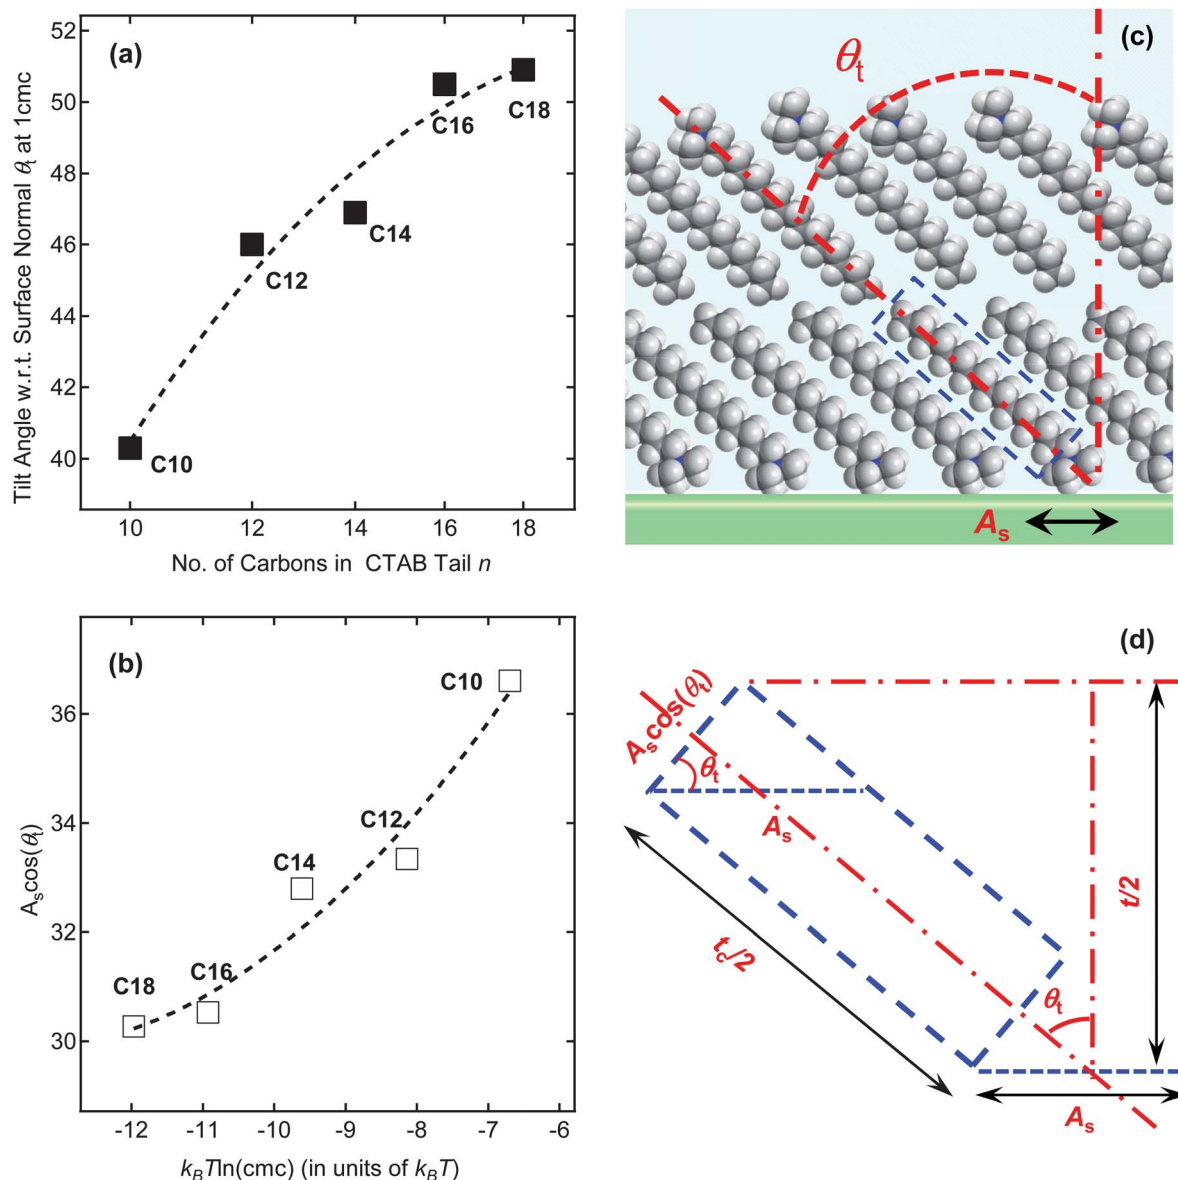 (a)
52
50
48
46
44
42
40
C10
C12
C14
C16
C18
10
12
14
16
18
Tilt Angle w.r.t. Surface Normal θt at 1cmc
No. of Carbons in CTAB Tail n
(c)
θt
As
(b)
36
34
32
30
C10
C12
C14
C16
C18
-12
-11
-10
-9
-8
-7
-6
Ascos(θt)
kBTln(cmc) (in units of kBT)
(d)
Ascos(θt)
θt
As
t/2
tc/2
θt
As